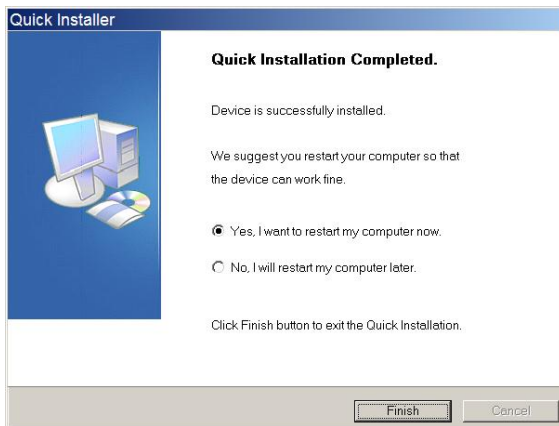 Quick Installer
Quick Installation Completed.
Device is successfully installed.
We suggest you restart your computer so that
the device can work fine.
Yes, I want to restart my computer now.
No, I will restart my computer later.
Click Finish button to exit the Quick Installation.
Finish
Cancel